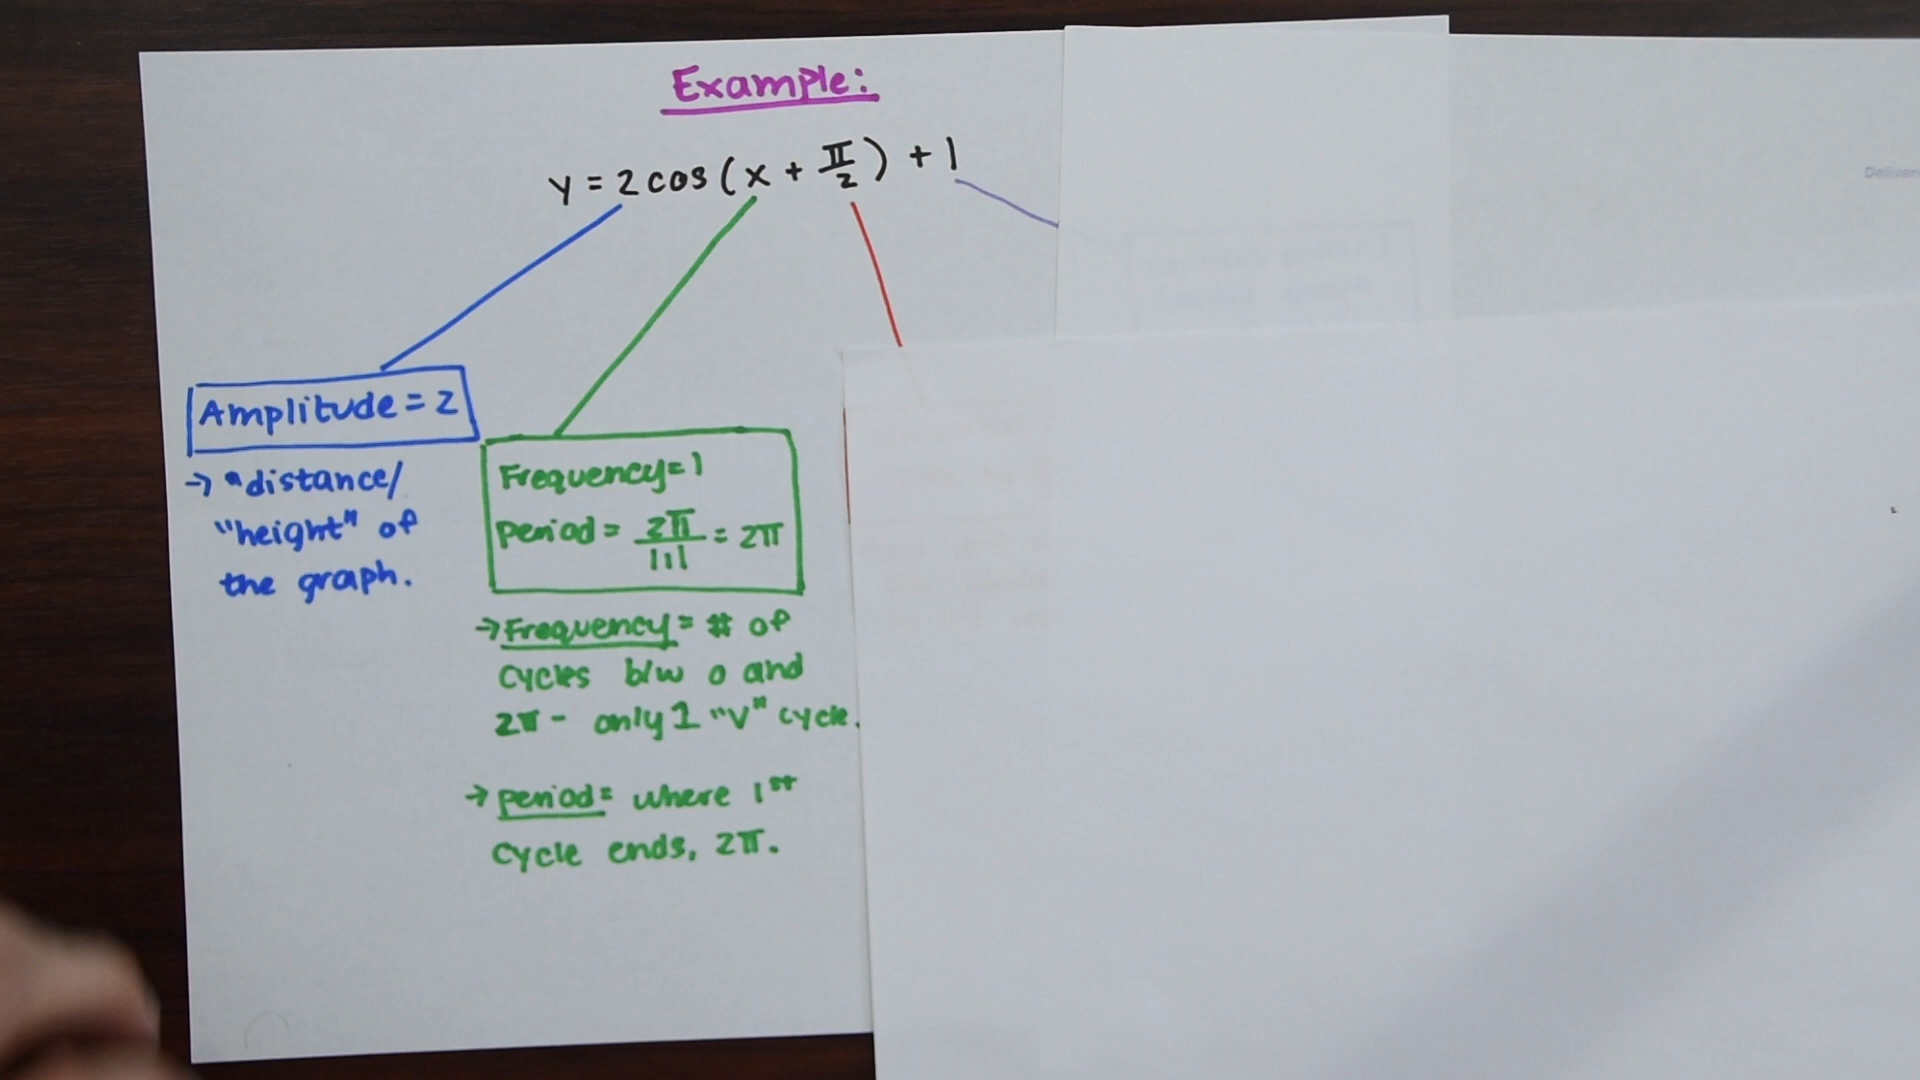 Example:
y = 2cos(x + π/2) + 1
Amplitude = 2
→ "distance/
"height" of
the graph.
Frequency = 1
Period = 2π/|1| = 2π
→ Frequency = # of
cycles b/w 0 and
2π - only 1 "V" cycle.
→ period = where 1st
cycle ends, 2π.